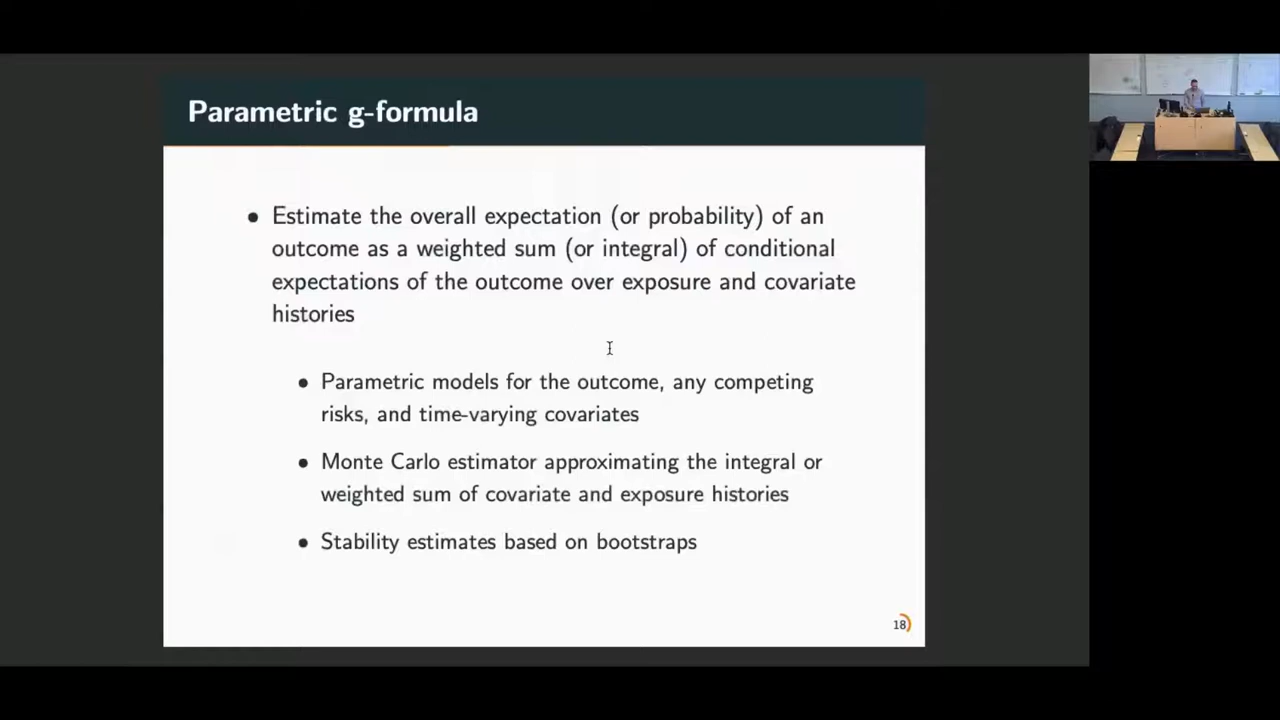 Parametric g-formula
• Estimate the overall expectation (or probability) of an
outcome as a weighted sum (or integral) of conditional
expectations of the outcome over exposure and covariate
histories
• Parametric models for the outcome, any competing
risks, and time-varying covariates
• Monte Carlo estimator approximating the integral or
weighted sum of covariate and exposure histories
• Stability estimates based on bootstraps
18